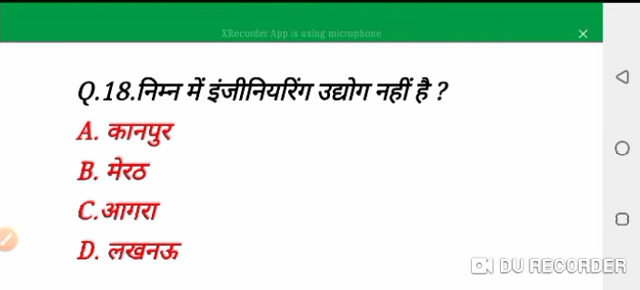 XRecorder App is using microphone
Q.18.निम्न में इंजीनियरिंग उद्योग नहीं है ?
A. कानपुर
B. मेरठ
C.आगरा
D. लखनऊ
DU RECORDER